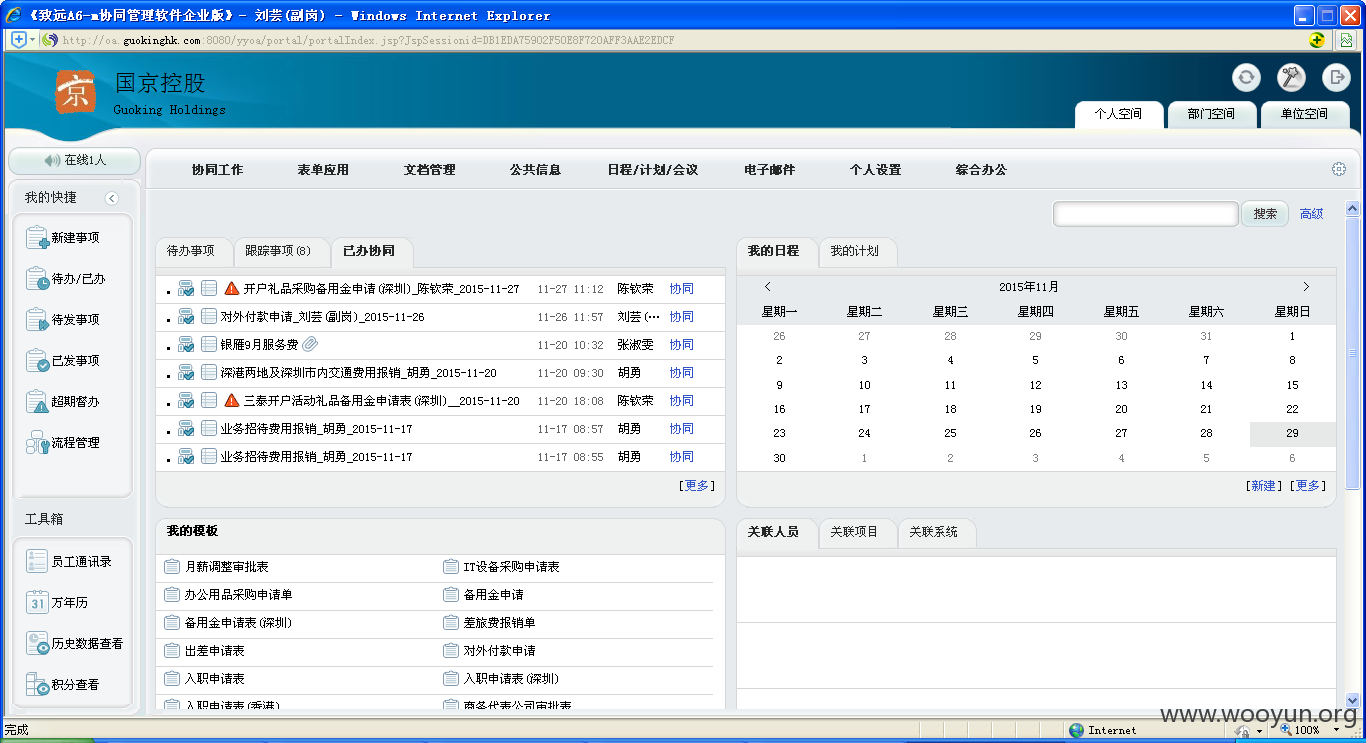 《致远A6-m协同管理软件企业版》- 刘芸(副岗) - Windows Internet Explorer
http://oa.guokinghk.com:8080/yyoa/portal/portalIndex.jsp?JspSessionid=DB1EDA75902F50E8F720AFF3AAE2EDCF
京
国京控股
Guoking Holdings
个人空间 部门空间 单位空间
在线1人
协同工作 表单应用 文档管理 公共信息 日程/计划/会议 电子邮件 个人设置 综合办公
我的快捷
新建事项
待办/已办
待发事项
已发事项
超期督办
流程管理
工具箱
员工通讯录
31 万年历
历史数据查看
积分查看
搜索 高级
待办事项 跟踪事项(8) 已办协同
开户礼品采购备用金申请(深圳)_陈钦荣_2015-11-27 11-27 11:12 陈钦荣 协同
对外付款申请_刘芸(副岗)_2015-11-26 11-26 11:57 刘芸(… 协同
银雁9月服务费 11-20 10:32 张淑雯 协同
深港两地及深圳市内交通费用报销_胡勇_2015-11-20 11-20 09:30 胡勇 协同
三泰开户活动礼品备用金申请表(深圳)__2015-11-20 11-20 18:08 陈钦荣 协同
业务招待费用报销_胡勇_2015-11-17 11-17 08:57 胡勇 协同
业务招待费用报销_胡勇_2015-11-17 11-17 08:55 胡勇 协同
[更多]
我的日程 我的计划
2015年11月
星期一 星期二 星期三 星期四 星期五 星期六 星期日
26 27 28 29 30 31 1
2 3 4 5 6 7 8
9 10 11 12 13 14 15
16 17 18 19 20 21 22
23 24 25 26 27 28 29
30 1 2 3 4 5 6
[新建] [更多]
我的模板
月薪调整审批表 IT设备采购申请表
办公用品采购申请单 备用金申请
备用金申请表(深圳) 差旅费报销单
出差申请表 对外付款申请
入职申请表 入职申请表(深圳)
入职申请表(香港) 商务代表公司审批表
关联人员 关联项目 关联系统
www.wooyun.org
完成 Internet 100%